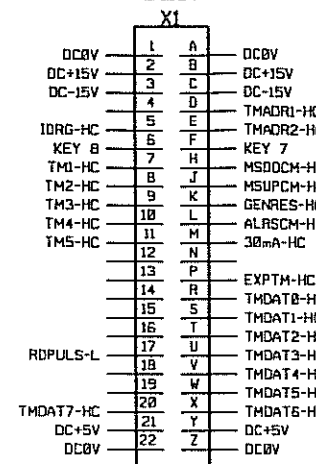 X1
DC0V 1 A DC0V
DC+15V 2 B DC+15V
DC-15V 3 C DC-15V
4 D TMADR1-H
IDRG-HC 5 E TMADR2-H
KEY 8 6 F KEY 7
TM1-HC 7 H MSDOCM-H
TM2-HC 8 J MSUPCM-H
TM3-HC 9 K GENRES-H
TM4-HC 10 L ALRSCM-H
TM5-HC 11 M 30mA-HC
12 N
13 P EXPTM-HC
14 R TMDAT0-H
15 S TMDAT1-H
16 T TMDAT2-H
RDPULS-L 17 U TMDAT3-H
18 V TMDAT4-H
19 W TMDAT5-H
TMDAT7-HC 20 X TMDAT6-H
DC+5V 21 Y DC+5V
DC0V 22 Z DC0V